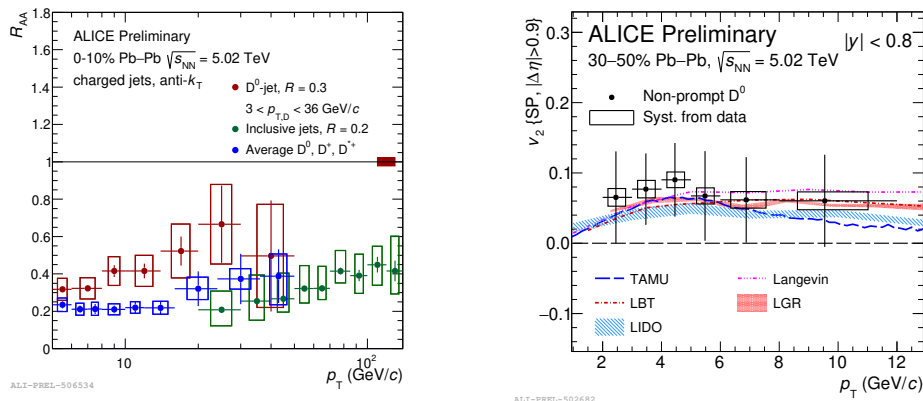 R_AA
1.8
1.6
1.4
1.2
1
0.8
0.6
0.4
0.2
0
ALICE Preliminary
0-10% Pb–Pb √s_NN = 5.02 TeV
charged jets, anti-k_T
D⁰-jet, R = 0.3
3 < p_T,D < 36 GeV/c
Inclusive jets, R = 0.2
Average D⁰, D⁺, D*⁺
10
10²
p_T (GeV/c)
ALI-PREL-506534
v₂ {SP, |Δη|>0.9}
0.3
0.2
0.1
0.0
−0.1
ALICE Preliminary
|y| < 0.8
30–50% Pb–Pb, √s_NN = 5.02 TeV
Non-prompt D⁰
Syst. from data
TAMU
LBT
LIDO
Langevin
LGR
2
4
6
8
10
12
p_T (GeV/c)
ALI-PREL-502682